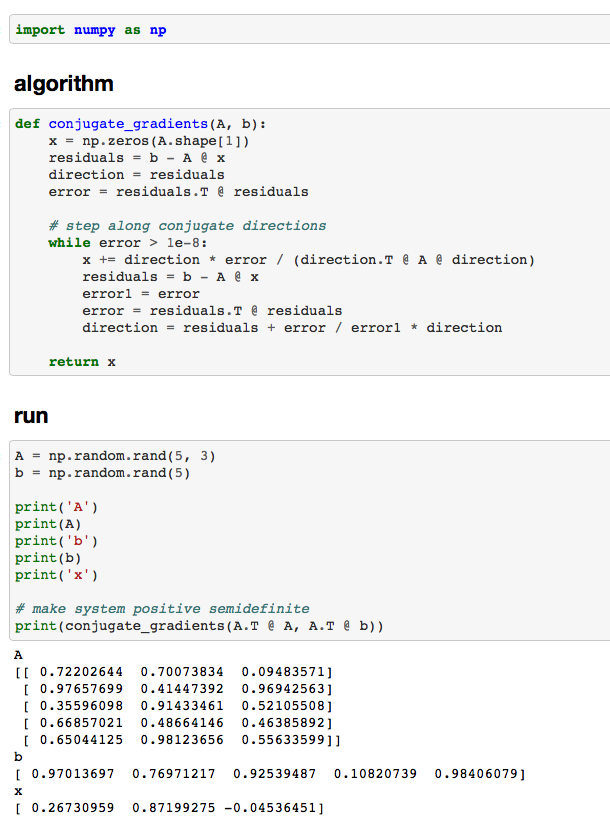 import numpy as np
algorithm
def conjugate_gradients(A, b):
    x = np.zeros(A.shape[1])
    residuals = b - A @ x
    direction = residuals
    error = residuals.T @ residuals
    # step along conjugate directions
    while error > 1e-8:
        x += direction * error / (direction.T @ A @ direction)
        residuals = b - A @ x
        error1 = error
        error = residuals.T @ residuals
        direction = residuals + error / error1 * direction
    return x
run
A = np.random.rand(5, 3)
b = np.random.rand(5)
print('A')
print(A)
print('b')
print(b)
print('x')
# make system positive semidefinite
print(conjugate_gradients(A.T @ A, A.T @ b))
A
[[ 0.72202644  0.70073834  0.09483571]
 [ 0.97657699  0.41447392  0.96942563]
 [ 0.35596098  0.91433461  0.52105508]
 [ 0.66857021  0.48664146  0.46385892]
 [ 0.65044125  0.98123656  0.55633599]]
b
[ 0.97013697  0.76971217  0.92539487  0.10820739  0.98406079]
x
[ 0.26730959  0.87199275 -0.04536451]